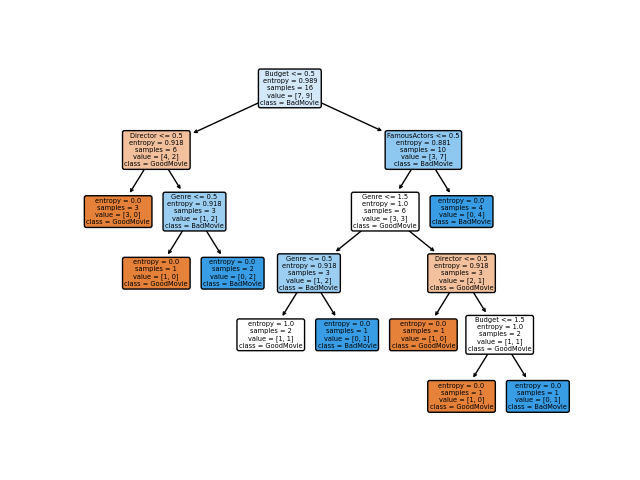 Budget <= 0.5
entropy = 0.989
samples = 16
value = [7, 9]
class = BadMovie
Director <= 0.5
entropy = 0.918
samples = 6
value = [4, 2]
class = GoodMovie
FamousActors <= 0.5
entropy = 0.881
samples = 10
value = [3, 7]
class = BadMovie
entropy = 0.0
samples = 3
value = [3, 0]
class = GoodMovie
Genre <= 0.5
entropy = 0.918
samples = 3
value = [1, 2]
class = BadMovie
Genre <= 1.5
entropy = 1.0
samples = 6
value = [3, 3]
class = GoodMovie
entropy = 0.0
samples = 4
value = [0, 4]
class = BadMovie
entropy = 0.0
samples = 1
value = [1, 0]
class = GoodMovie
entropy = 0.0
samples = 2
value = [0, 2]
class = BadMovie
Genre <= 0.5
entropy = 0.918
samples = 3
value = [1, 2]
class = BadMovie
Director <= 0.5
entropy = 0.918
samples = 3
value = [2, 1]
class = GoodMovie
entropy = 1.0
samples = 2
value = [1, 1]
class = GoodMovie
entropy = 0.0
samples = 1
value = [0, 1]
class = BadMovie
entropy = 0.0
samples = 1
value = [1, 0]
class = GoodMovie
Budget <= 1.5
entropy = 1.0
samples = 2
value = [1, 1]
class = GoodMovie
entropy = 0.0
samples = 1
value = [1, 0]
class = GoodMovie
entropy = 0.0
samples = 1
value = [0, 1]
class = BadMovie